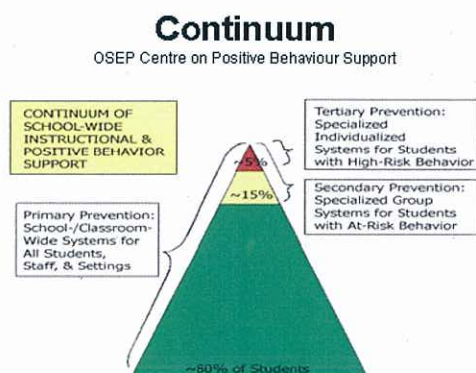 Continuum
OSEP Centre on Positive Behaviour Support
CONTINUUM OF
SCHOOL-WIDE
INSTRUCTIONAL &
POSITIVE BEHAVIOR
SUPPORT
Tertiary Prevention:
Specialized
Individualized
Systems for Students
with High-Risk Behavior
~5%
~15%
Secondary Prevention:
Specialized Group
Systems for Students
with At-Risk Behavior
Primary Prevention:
School-/Classroom-
Wide Systems for
All Students,
Staff, & Settings
~80% of Students